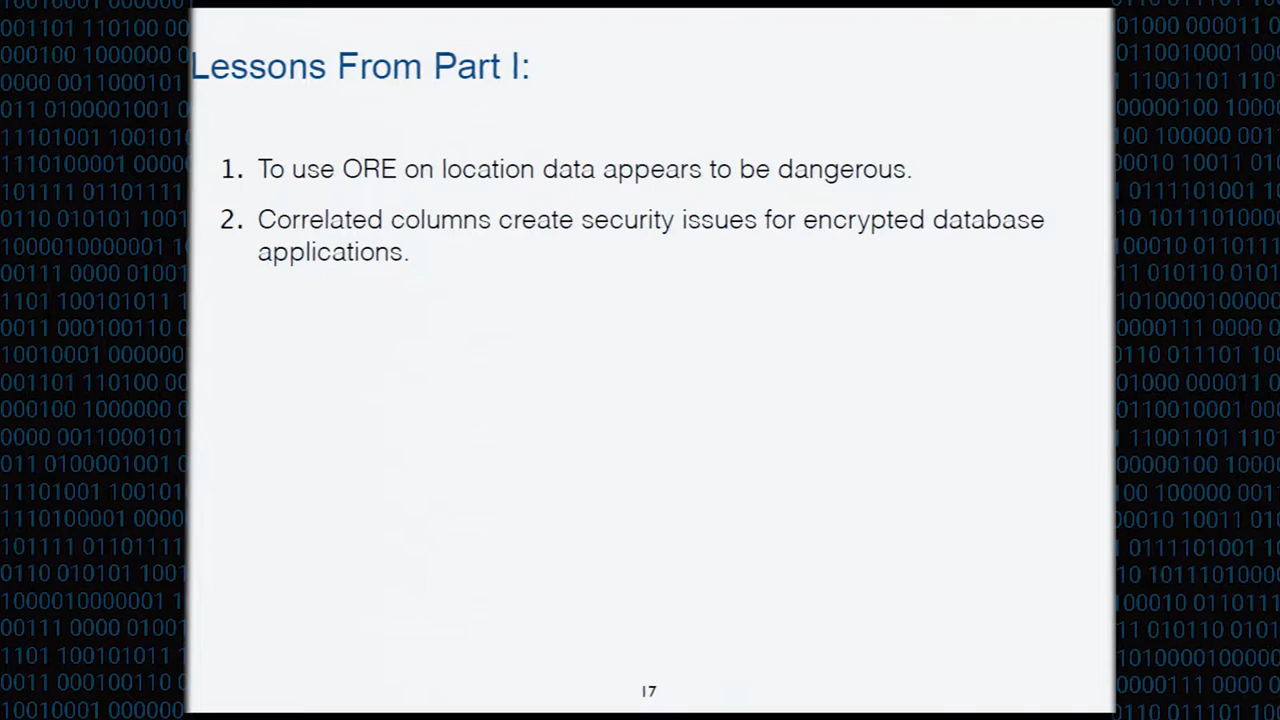 Lessons From Part I:
1. To use ORE on location data appears to be dangerous.
2. Correlated columns create security issues for encrypted database
applications.
17